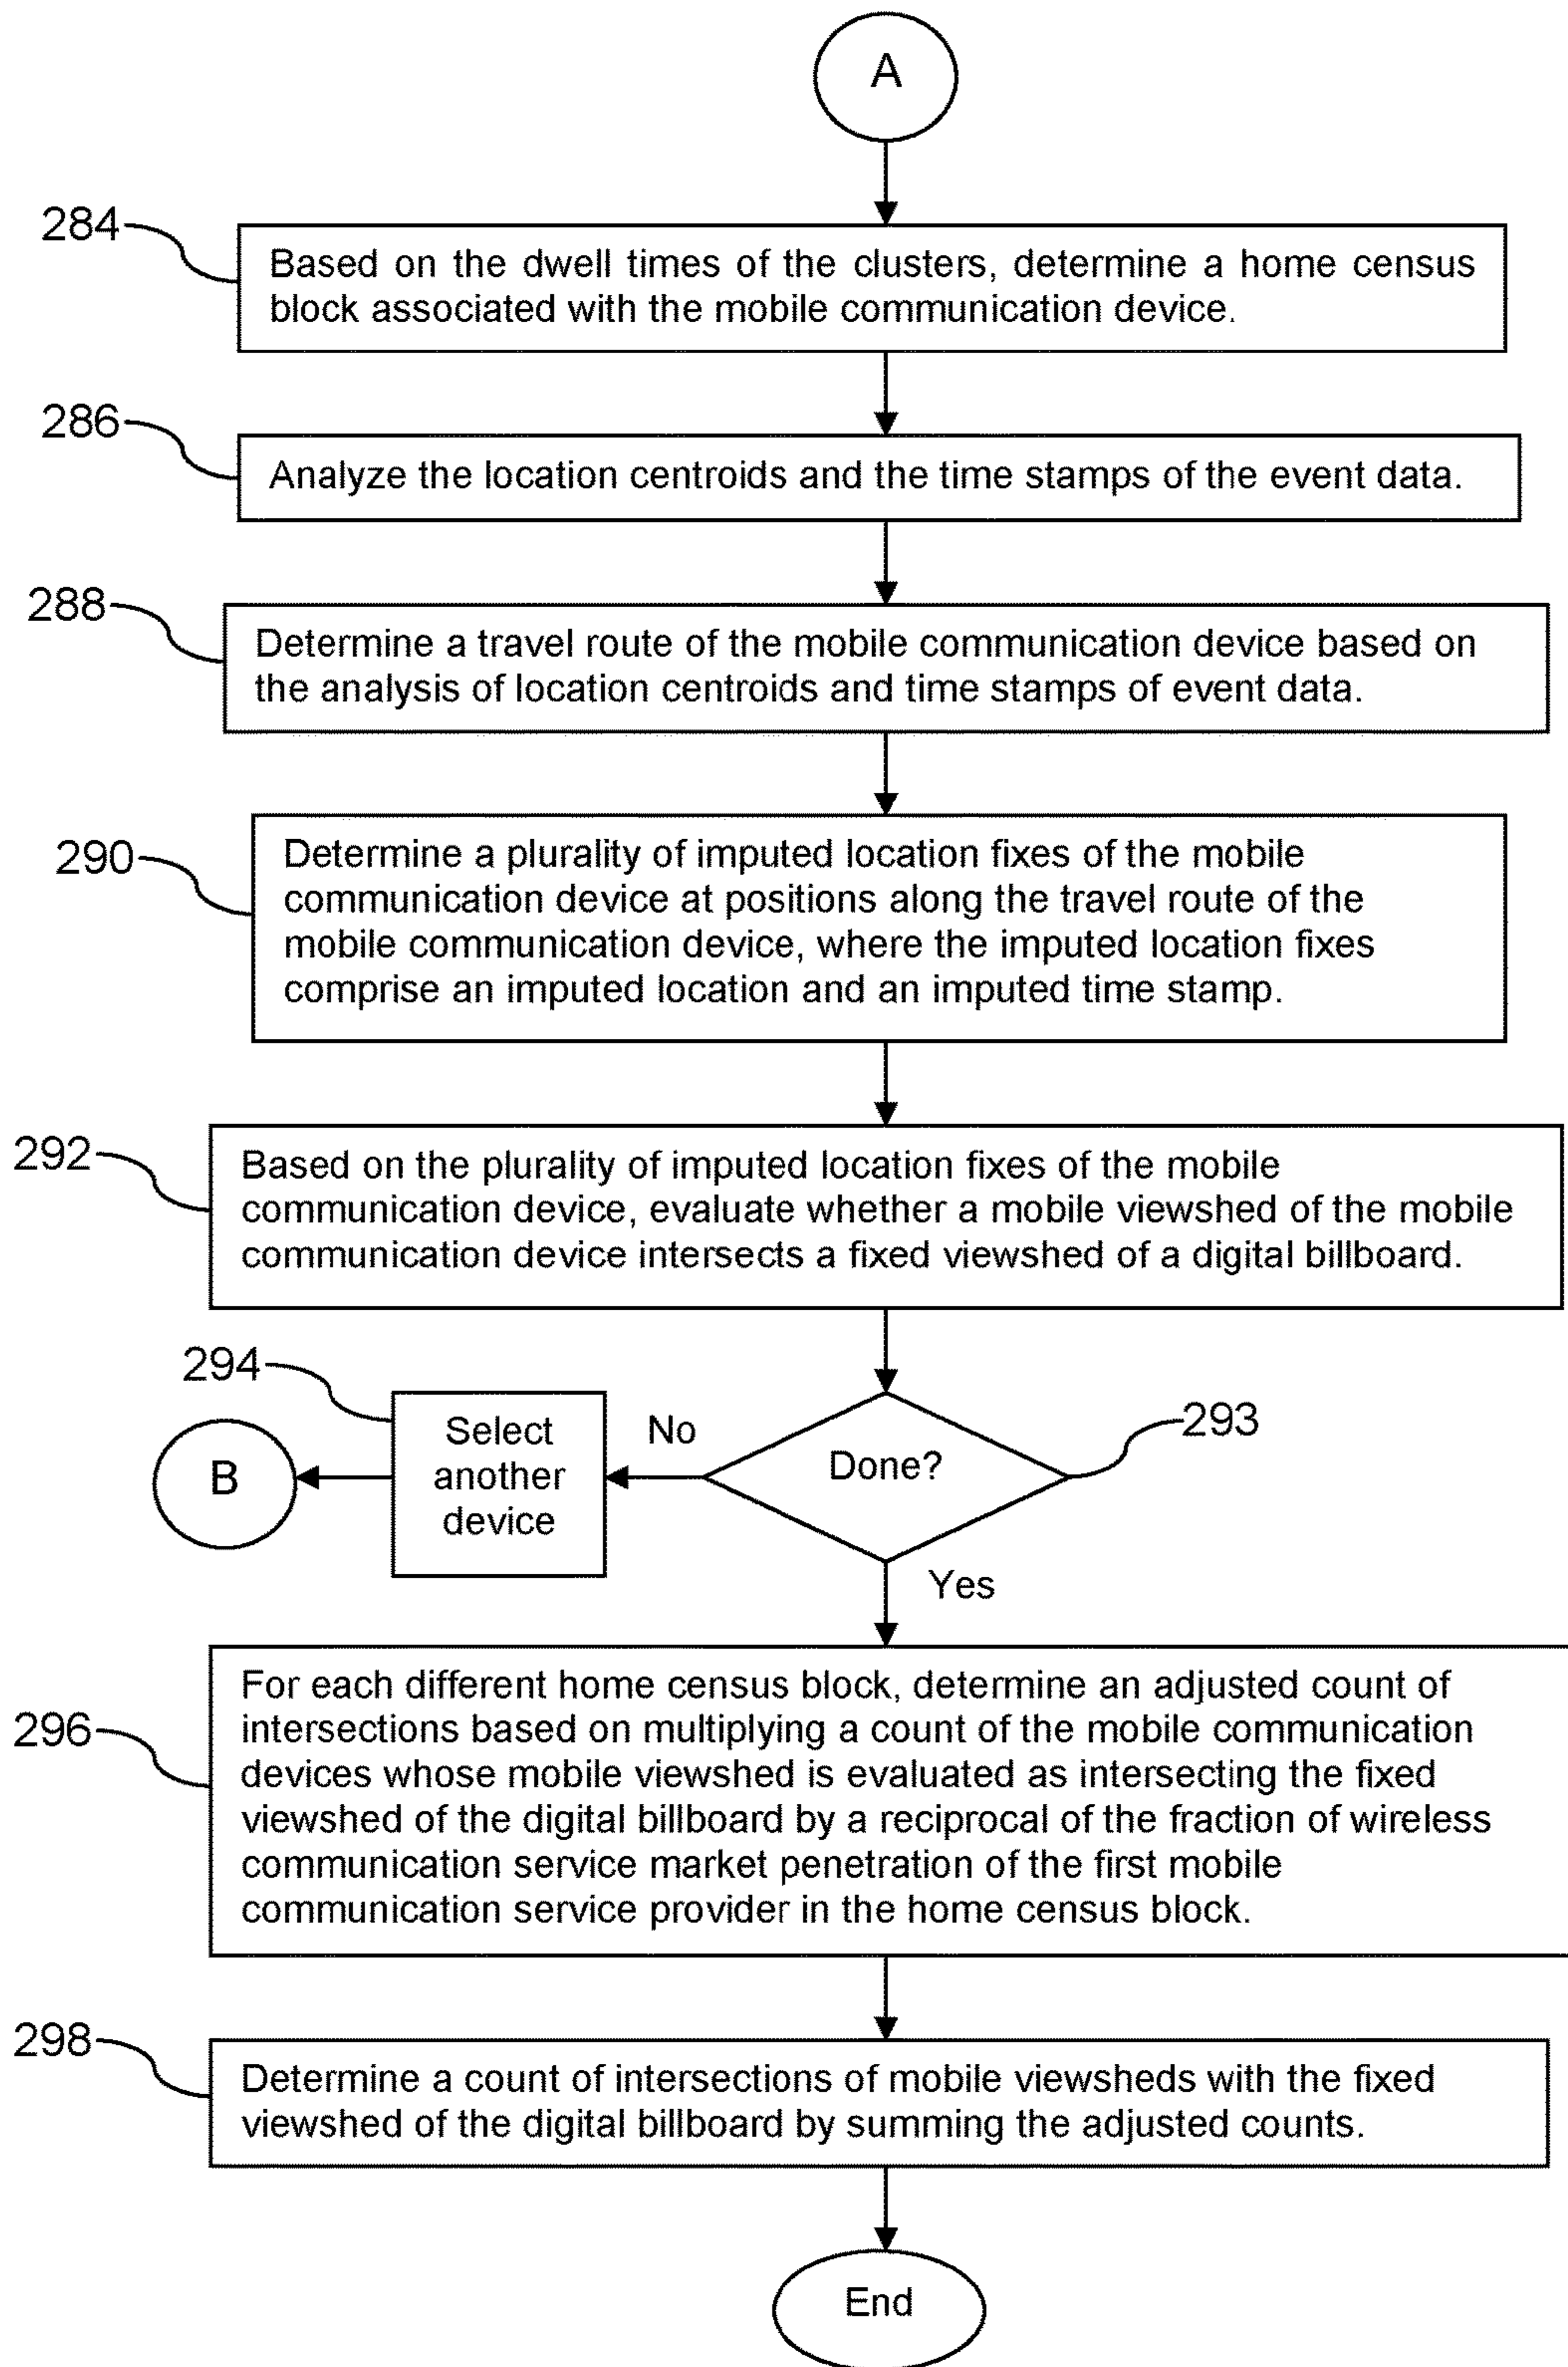 A
284
Based on the dwell times of the clusters, determine a home census
block associated with the mobile communication device.
286
Analyze the location centroids and the time stamps of the event data.
288
Determine a travel route of the mobile communication device based on
the analysis of location centroids and time stamps of event data.
290
Determine a plurality of imputed location fixes of the mobile
communication device at positions along the travel route of the
mobile communication device, where the imputed location fixes
comprise an imputed location and an imputed time stamp.
292
Based on the plurality of imputed location fixes of the mobile
communication device, evaluate whether a mobile viewshed of the mobile
communication device intersects a fixed viewshed of a digital billboard.
294
Select
another
device
B
No
Done?
293
Yes
296
For each different home census block, determine an adjusted count of
intersections based on multiplying a count of the mobile communication
devices whose mobile viewshed is evaluated as intersecting the fixed
viewshed of the digital billboard by a reciprocal of the fraction of wireless
communication service market penetration of the first mobile
communication service provider in the home census block.
298
Determine a count of intersections of mobile viewsheds with the fixed
viewshed of the digital billboard by summing the adjusted counts.
End